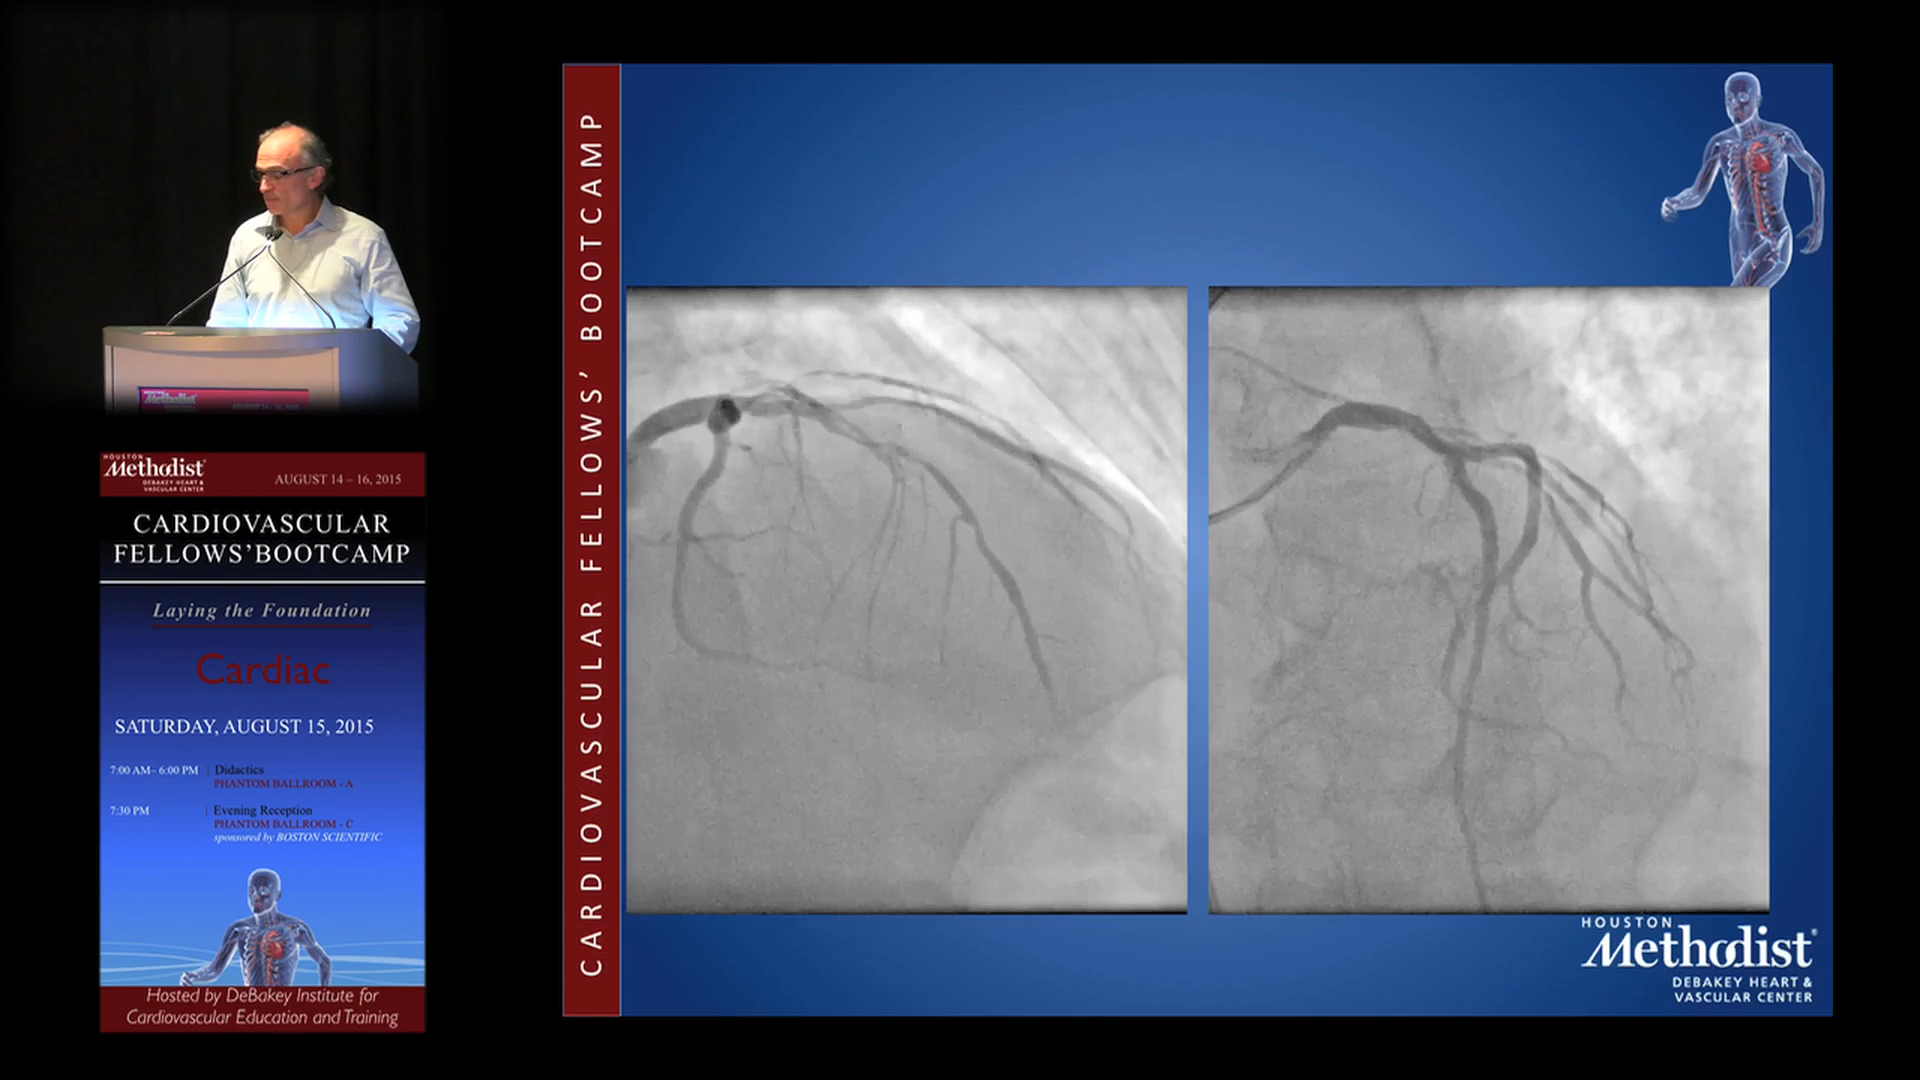 HOUSTON
Methodist
DEBAKEY HEART &
VASCULAR CENTER
AUGUST 14 – 16, 2015
CARDIOVASCULAR
FELLOWS’BOOTCAMP
Laying the Foundation
Cardiac
SATURDAY, AUGUST 15, 2015
7:00 AM– 6:00 PM | Didactics
PHANTOM BALLROOM - A
7:30 PM | Evening Reception
PHANTOM BALLROOM - C
sponsored by BOSTON SCIENTIFIC
Hosted by DeBakey Institute for
Cardiovascular Education and Training
CARDIOVASCULAR FELLOWS’ BOOTCAMP
HOUSTON
Methodist®
DEBAKEY HEART &
VASCULAR CENTER